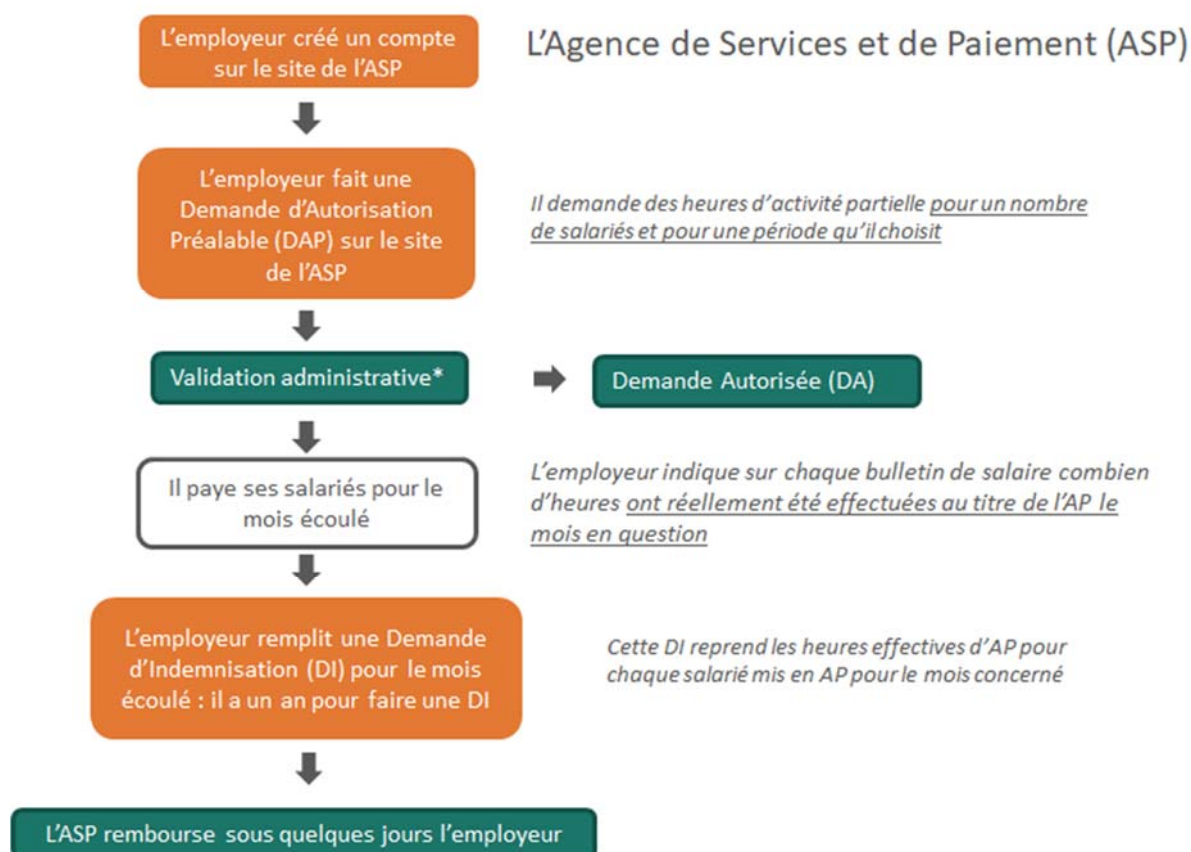 L'employeur créé un compte
sur le site de l'ASP
L'Agence de Services et de Paiement (ASP)
L'employeur fait une
Demande d'Autorisation
Préalable (DAP) sur le site
de l'ASP
Il demande des heures d'activité partielle pour un nombre
de salariés et pour une période qu'il choisit
Validation administrative*
Demande Autorisée (DA)
Il paye ses salariés pour le
mois écoulé
L'employeur indique sur chaque bulletin de salaire combien
d'heures ont réellement été effectuées au titre de l'AP le
mois en question
L'employeur remplit une Demande
d'Indemnisation (DI) pour le mois
écoulé : il a un an pour faire une DI
Cette DI reprend les heures effectives d'AP pour
chaque salarié mis en AP pour le mois concerné
L'ASP rembourse sous quelques jours l'employeur